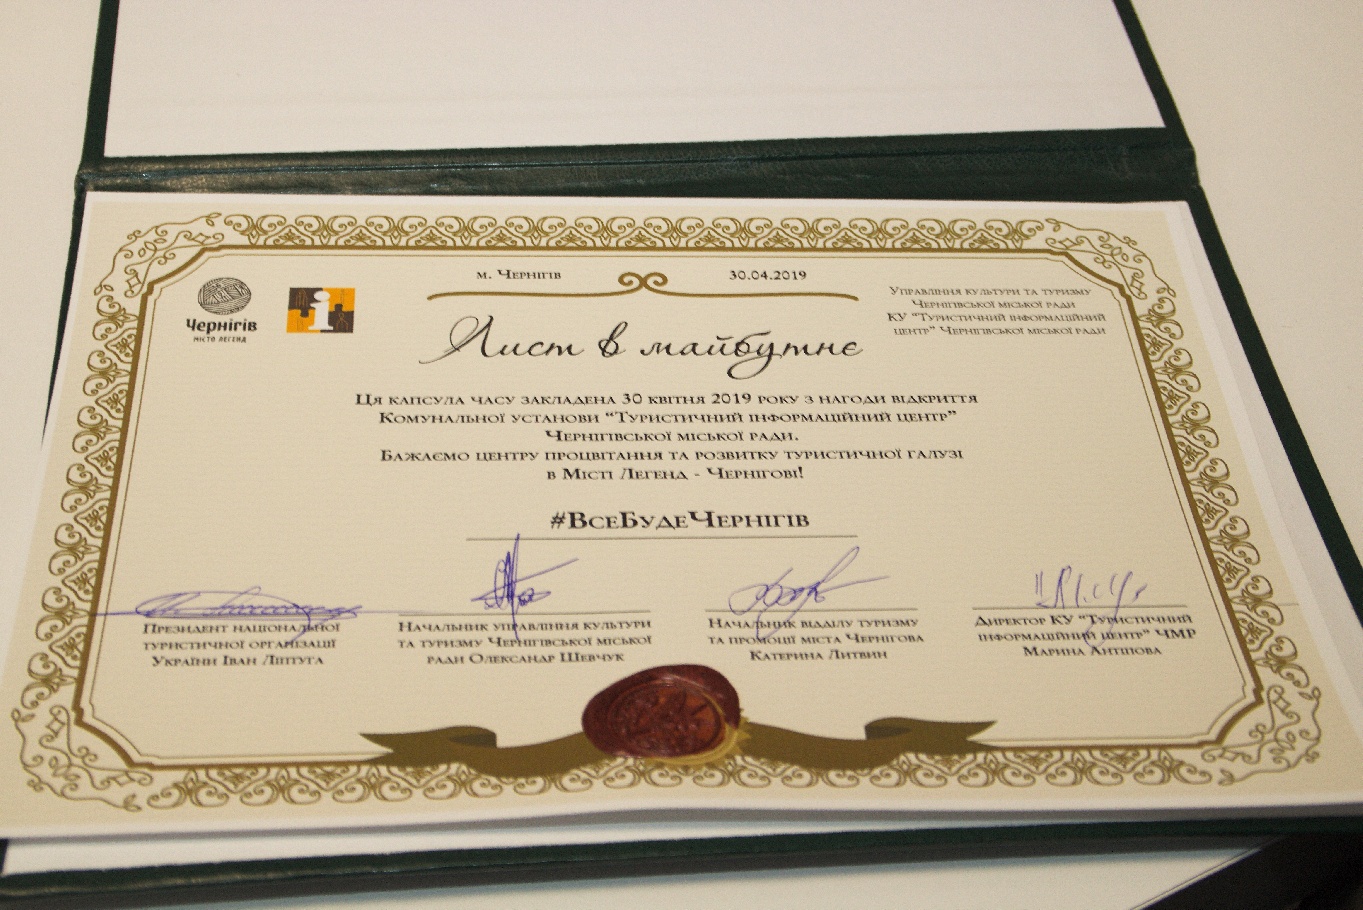 м. Чернігів
30.04.2019
Чернігів
місто легенд
Управління культури та туризму
Чернігівської міської ради
КУ “Туристичний інформаційний
центр” Чернігівської міської ради
Лист в майбутнє
Ця капсула часу закладена 30 квітня 2019 року з нагоди відкриття
Комунальної установи “Туристичний інформаційний центр”
Чернігівської міської ради.
Бажаємо центру процвітання та розвитку туристичної галузі
в Місті Легенд - Чернігові!
#ВсеБудеЧернігів
Президент національної
туристичної організації
України Іван Ліптуга
Начальник управління культури
та туризму Чернігівської міської
ради Олександр Шевчук
Начальник відділу туризму
та промоції міста Чернігова
Катерина Литвин
Директор КУ “Туристичний
інформаційний центр” ЧМР
Марина Антіпова